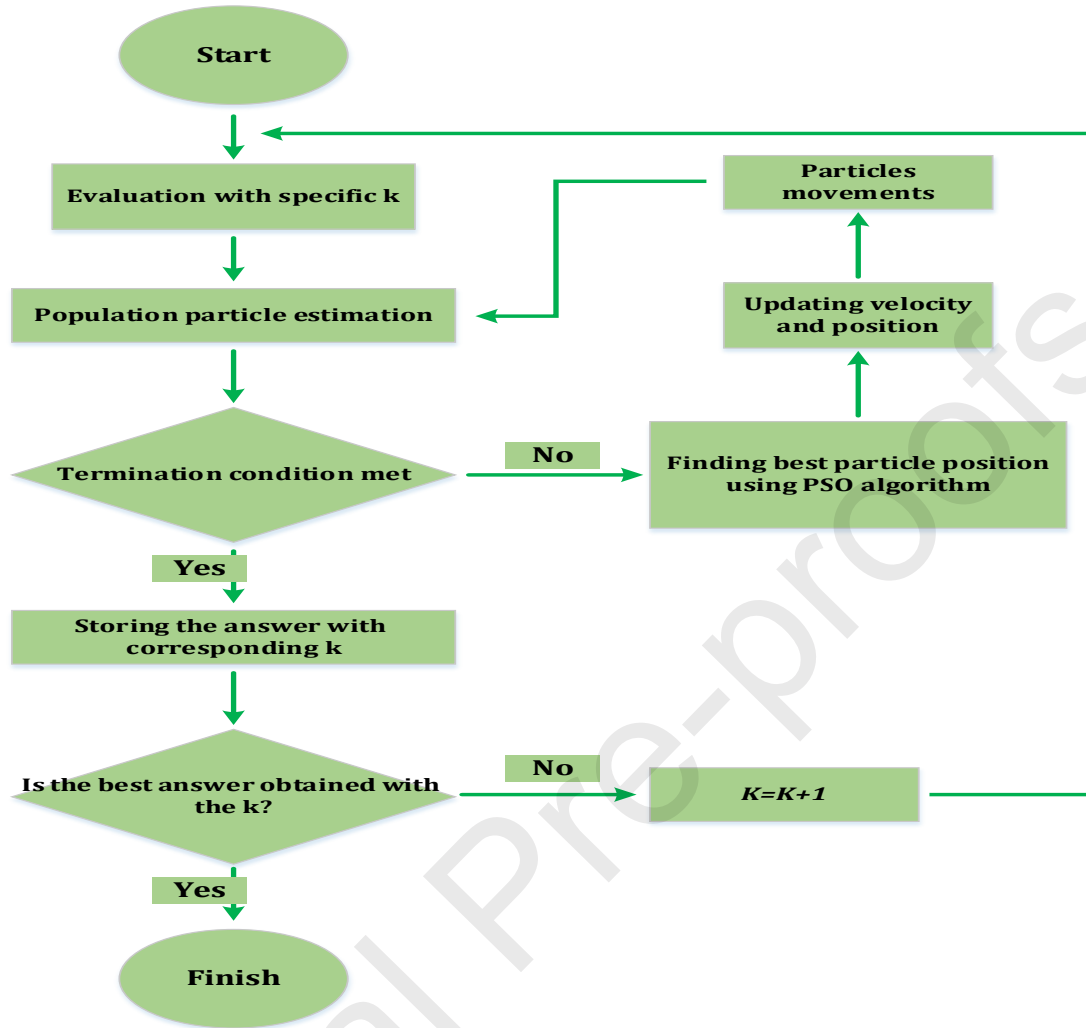 Start
Evaluation with specific k
Particles
movements
Population particle estimation
Updating velocity
and position
Termination condition met
No
Finding best particle position
using PSO algorithm
Yes
Storing the answer with
corresponding k
Is the best answer obtained with
the k?
No
K=K+1
Yes
Finish
al Pre-proofs